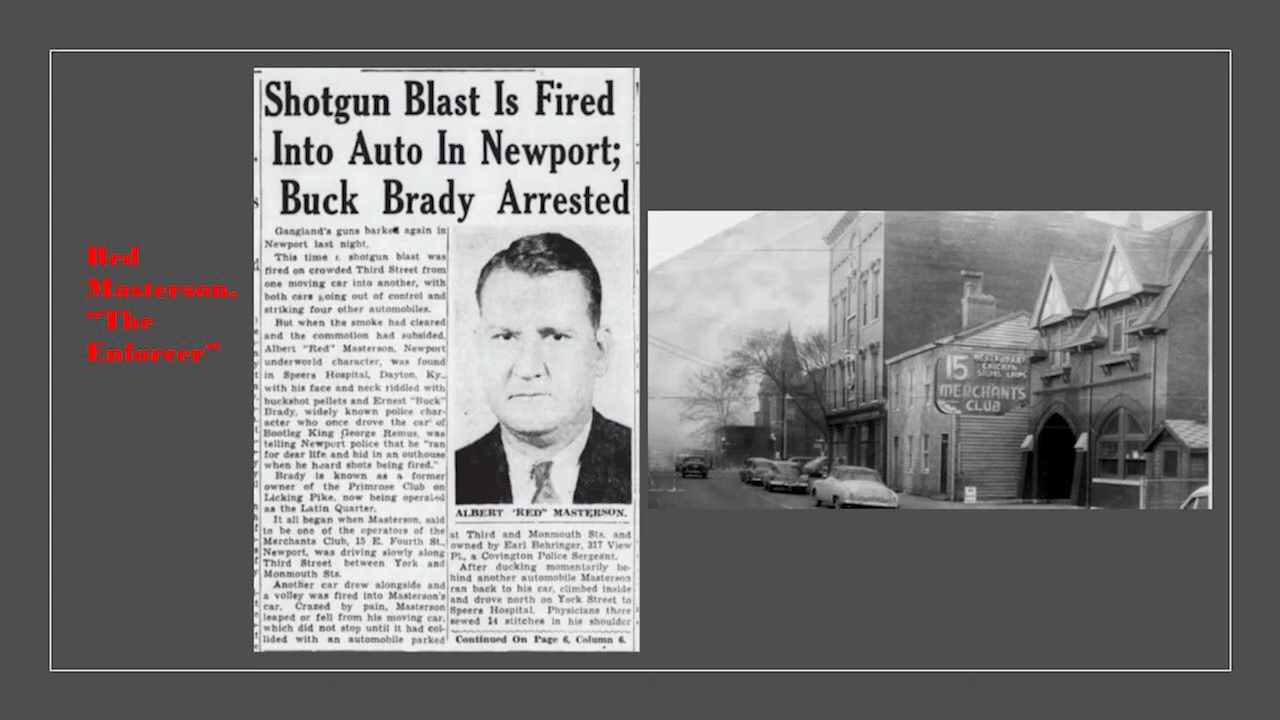 Red
Masterson,
"The
Enforcer"
Shotgun Blast Is Fired
Into Auto In Newport;
Buck Brady Arrested
Gangland's guns barked again in
Newport last night.
This time a shotgun blast was
fired on crowded Third Street from
one moving car into another, with
both cars going out of control and
striking four other automobiles.
But when the smoke had cleared
and the commotion had subsided,
Albert "Red" Masterson, Newport
underworld character, was found
in Speers Hospital, Dayton, Ky.,
with his face and neck riddled with
buckshot pellets and Ernest "Buck"
Brady, widely known police char-
acter who once drove the car of
Bootleg King George Remus, was
telling Newport police that he "ran
for dear life and hid in an outhouse
when he heard shots being fired."
Brady is known as a former
owner of the Primrose Club on
Licking Pike, now being operated
as the Latin Quarter.
It all began when Masterson, said
to be one of the operators of the
Merchants Club, 15 E. Fourth St.,
Newport, was driving slowly along
Third Street between York and
Monmouth Sts.
Another car drew alongside and
a volley was fired into Masterson's
car. Crazed by pain, Masterson
leaped or fell from his moving car,
which did not stop until it had col-
lided with an automobile parked
ALBERT "RED" MASTERSON.
at Third and Monmouth Sts. and
owned by Earl Behringer, 317 View
Pl., a Covington Police Sergeant.
After ducking momentarily be-
hind another automobile Masterson
ran back to his car, climbed inside
and drove north on York Street to
Speers Hospital. Physicians there
sewed 14 stitches in his shoulder
Continued On Page 6, Column 6.
15
RESTAURANT
CHICKEN
STEAKS CHOPS
MERCHANTS
CLUB